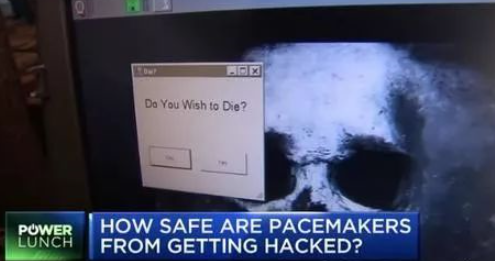 Do You Wish to Die?
POWER
LUNCH
HOW SAFE ARE PACEMAKERS
FROM GETTING HACKED?